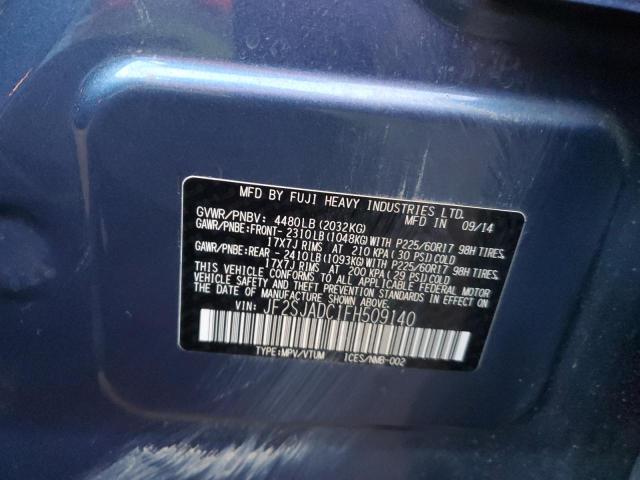 MFD BY FUJI HEAVY INDUSTRIES LTD.
GVWR/PNBV: 4480LB (2032KG) MFD IN 09/14
GAWR/PNBE:FRONT- 2310LB (1048KG) WITH P225/60R17 98H TIRES,
17X7J RIMS AT 210 KPA (30 PSI) COLD
GAWR/PNBE:REAR - 2410LB (1093KG) WITH P225/60R17 98H TIRES,
17X7J RIMS AT 200 KPA (29 PSI) COLD
THIS VEHICLE CONFORMS TO ALL APPLICABLE FEDERAL MOTOR
VEHICLE SAFETY AND THEFT PREVENTION STANDARDS IN EFFECT
ON THE DATE OF MANUFACTURE SHOWN ABOVE.
VIN: JF2SJADC1FH509140
TYPE:MPV/VTUM ICES/NMB-002